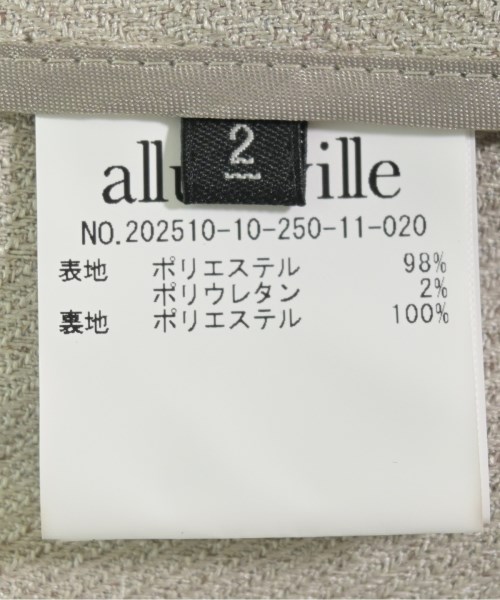 2
NO.202510-10-250-11-020
表地 ポリエステル 98%
ポリウレタン 2%
裏地 ポリエステル 100%